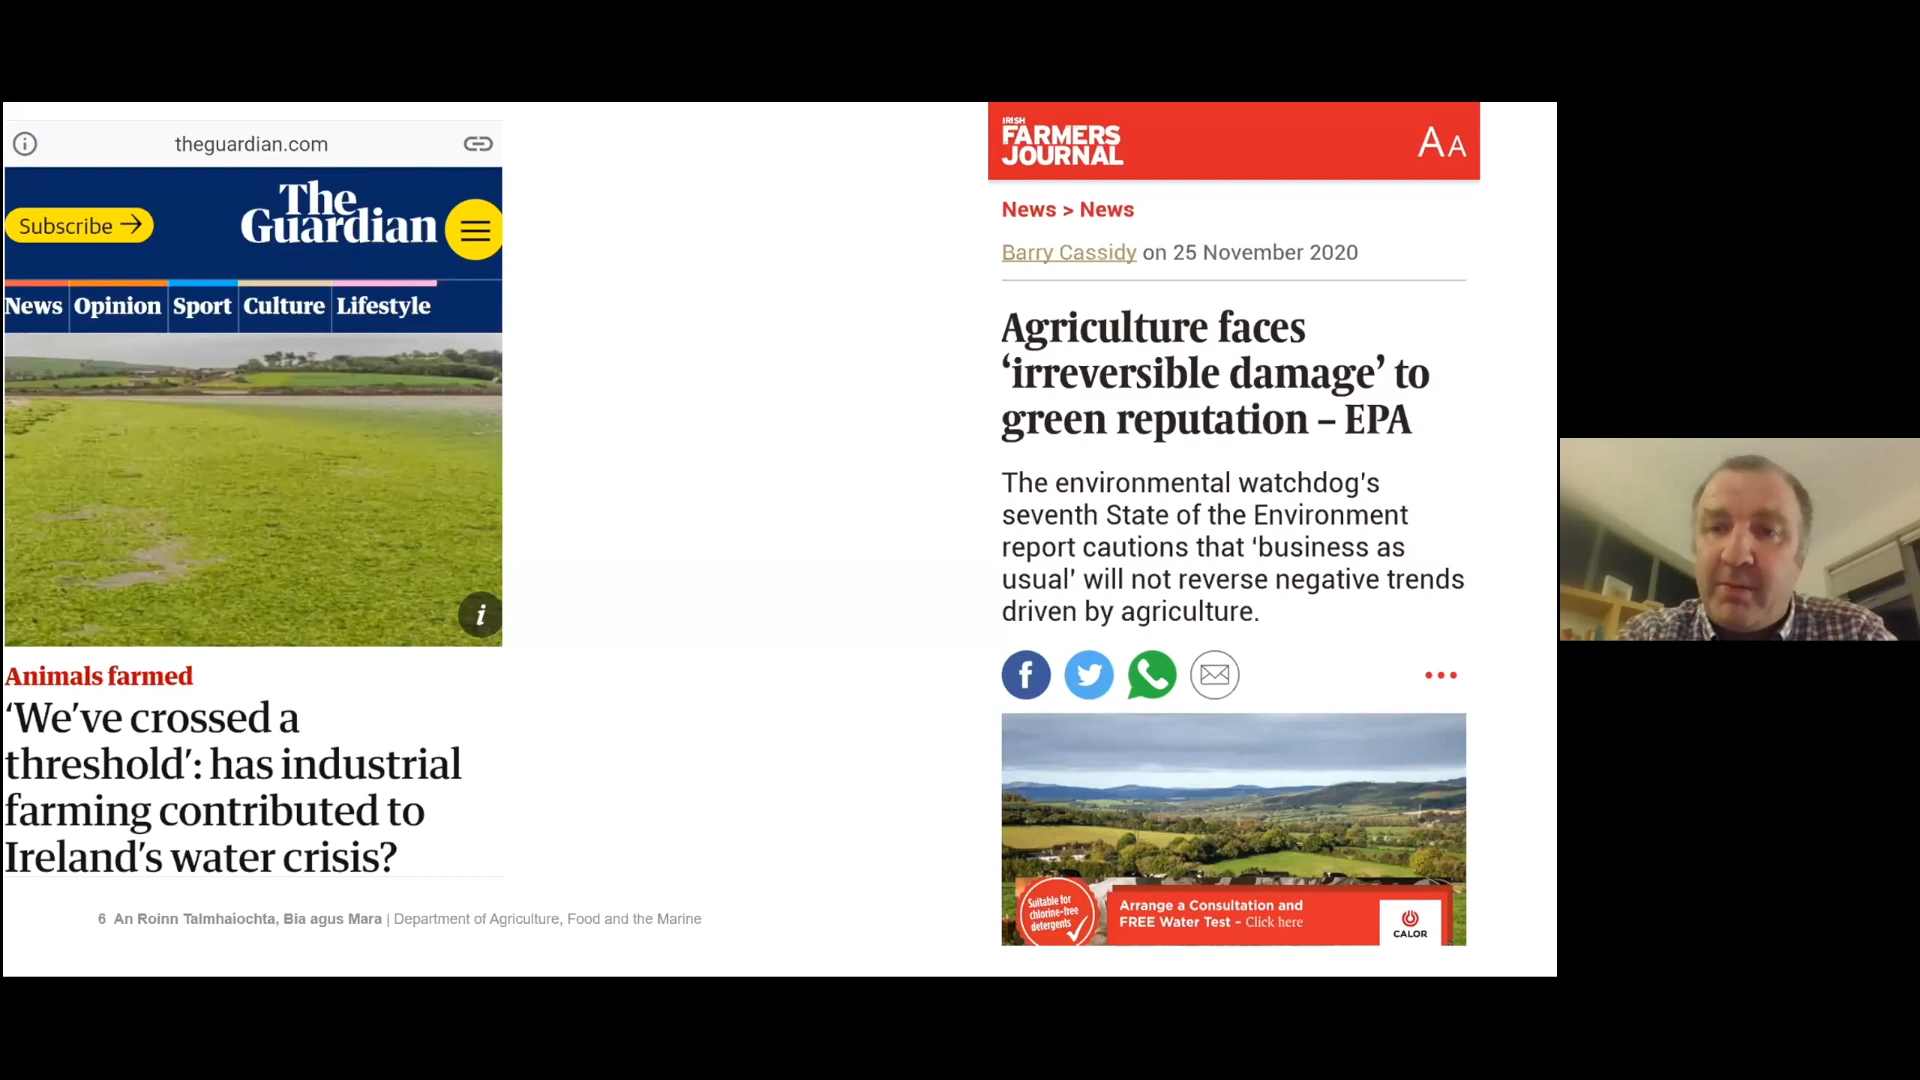 theguardian.com
Subscribe →
The
Guardian
News
Opinion
Sport
Culture
Lifestyle
i
Animals farmed
‘We’ve crossed a
threshold’: has industrial
farming contributed to
Ireland’s water crisis?
6 An Roinn Talmhaíochta, Bia agus Mara | Department of Agriculture, Food and the Marine
IRISH
FARMERS
JOURNAL
AA
News > News
Barry Cassidy on 25 November 2020
Agriculture faces
‘irreversible damage’ to
green reputation – EPA
The environmental watchdog's
seventh State of the Environment
report cautions that ‘business as
usual’ will not reverse negative trends
driven by agriculture.
Suitable for
chlorine-free
detergents
Arrange a Consultation and
FREE Water Test – Click here
CALOR